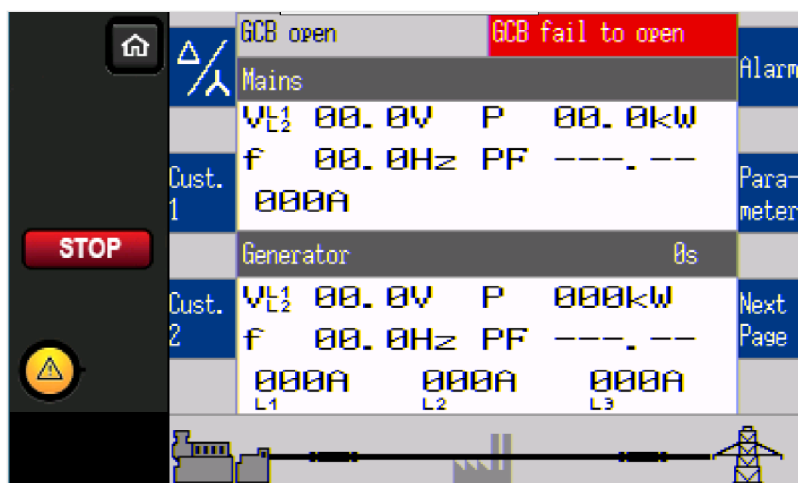 GCB open
GCB fail to open
Alarm
Mains
VL1 L2 00.0V P 00.0kW
f 00.0Hz PF ---.--
000A
Cust.
1
Para-
meter
STOP
Generator 0s
VL1 L2 00.0V P 000kW
f 00.0Hz PF ---.--
000A 000A 000A
L1 L2 L3
Cust.
2
Next
Page